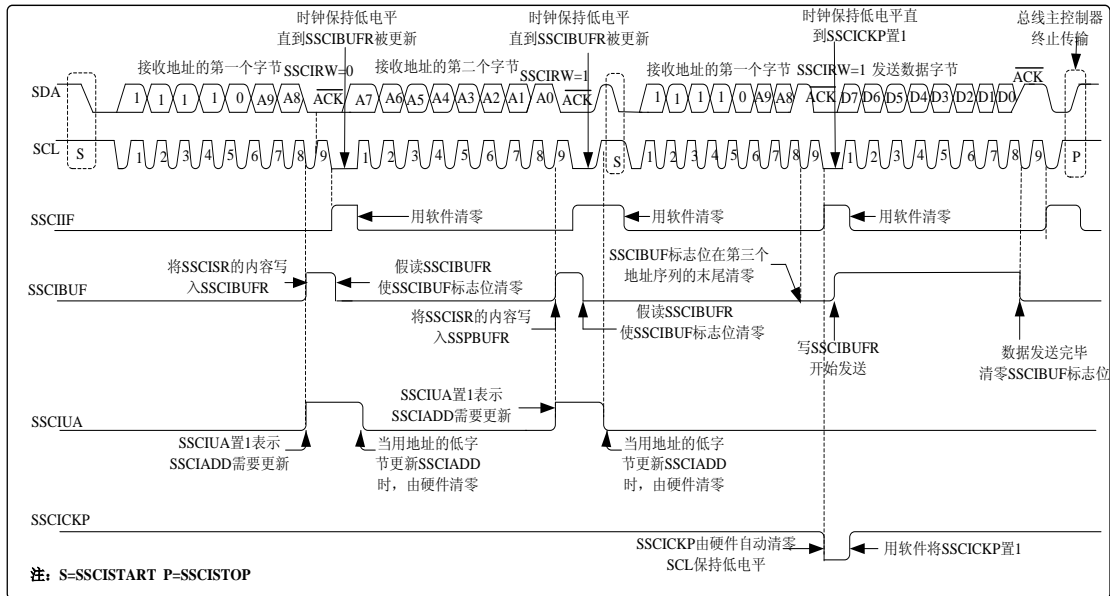 时钟保持低电平
直到SSCIBUFR被更新
时钟保持低电平
直到SSCIBUFR被更新
时钟保持低电平直
到SSCICKP置1
总线主控制器
终止传输
接收地址的第一个字节 SSCIRW=0
接收地址的第二个字节 SSCIRW=1
接收地址的第一个字节 SSCIRW=1 发送数据字节
SDA
1 1 1 1 0 A9 A8 ACK A7 A6 A5 A4 A3 A2 A1 A0 ACK 1 1 1 1 0 A9 A8 ACK D7 D6 D5 D4 D3 D2 D1 D0 ACK
SCL
S 1 2 3 4 5 6 7 8 9 1 2 3 4 5 6 7 8 9 S 1 2 3 4 5 6 7 8 9 1 2 3 4 5 6 7 8 9 P
SSCIIF
用软件清零
用软件清零
用软件清零
SSCIBUF
将SSCISR的内容写
入SSCIBUFR
假读SSCIBUFR
使SSCIBUF标志位清零
将SSCISR的内容写
入SSPBUFR
假读SSCIBUFR
使SSCIBUF标志位清零
SSCIBUF标志位在第三个
地址序列的末尾清零
写SSCIBUFR
开始发送
数据发送完毕
清零SSCIBUF标志位
SSCIUA
SSCIUA置1表示
SSCIADD需要更新
当用地址的低字
节更新SSCIADD
时，由硬件清零
SSCIUA置1表示
SSCIADD需要更新
当用地址的低字
节更新SSCIADD
时，由硬件清零
SSCICKP
SSCICKP由硬件自动清零
SCL保持低电平
用软件将SSCICKP置1
注：S=SSCISTART P=SSCISTOP